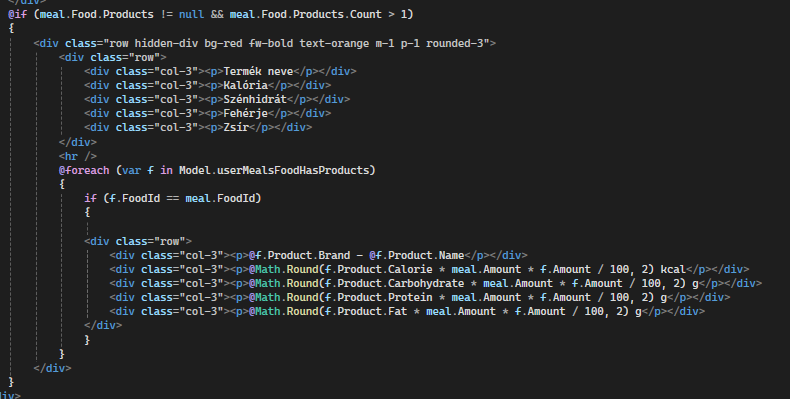 </div>
@if (meal.Food.Products != null && meal.Food.Products.Count > 1)
{
<div class="row hidden-div bg-red fw-bold text-orange m-1 p-1 rounded-3">
<div class="row">
<div class="col-3"><p>Termék neve</p></div>
<div class="col-3"><p>Kalória</p></div>
<div class="col-3"><p>Szénhidrát</p></div>
<div class="col-3"><p>Fehérje</p></div>
<div class="col-3"><p>Zsír</p></div>
</div>
<hr />
@foreach (var f in Model.userMealsFoodHasProducts)
{
if (f.FoodId == meal.FoodId)
{
<div class="row">
<div class="col-3"><p>@f.Product.Brand - @f.Product.Name</p></div>
<div class="col-3"><p>@Math.Round(f.Product.Calorie * meal.Amount * f.Amount / 100, 2) kcal</p></div>
<div class="col-3"><p>@Math.Round(f.Product.Carbohydrate * meal.Amount * f.Amount / 100, 2) g</p></div>
<div class="col-3"><p>@Math.Round(f.Product.Protein * meal.Amount * f.Amount / 100, 2) g</p></div>
<div class="col-3"><p>@Math.Round(f.Product.Fat * meal.Amount * f.Amount / 100, 2) g</p></div>
</div>
}
}
</div>
}
div>